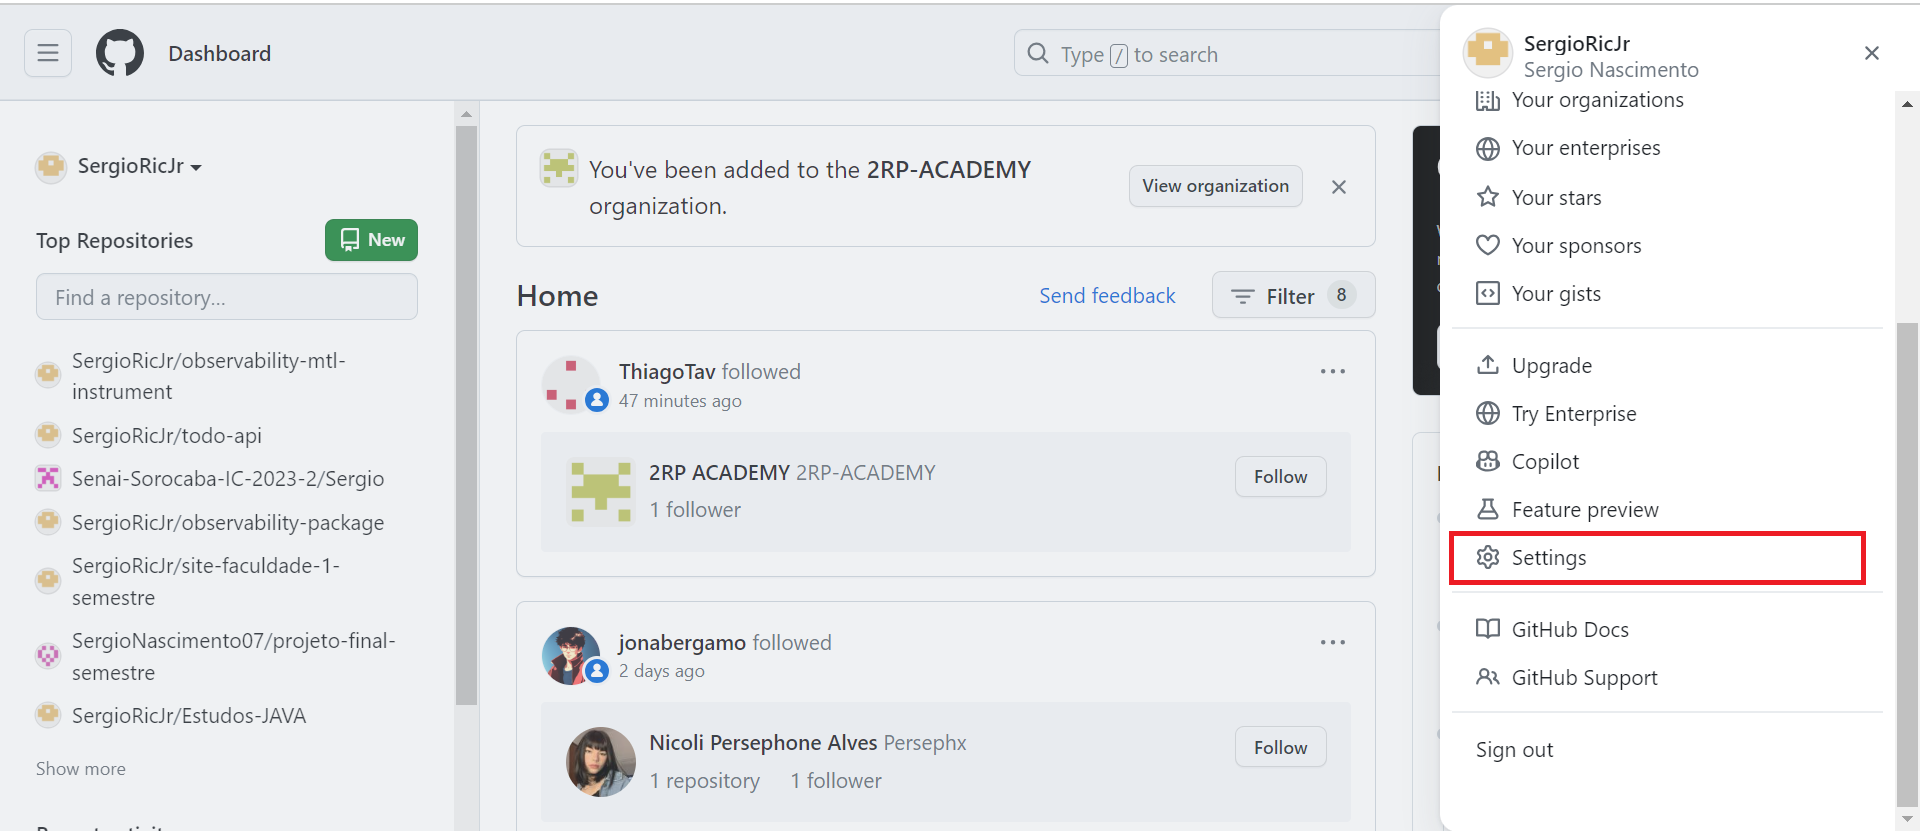 Dashboard
Type / to search
SergioRicJr
Top Repositories
New
Find a repository...
SergioRicJr/observability-mtl-
instrument
SergioRicJr/todo-api
Senai-Sorocaba-IC-2023-2/Sergio
SergioRicJr/observability-package
SergioRicJr/site-faculdade-1-
semestre
SergioNascimento07/projeto-final-
semestre
SergioRicJr/Estudos-JAVA
Show more
You've been added to the 2RP-ACADEMY
organization.
View organization
Home
Send feedback
Filter 8
ThiagoTav followed
47 minutes ago
2RP ACADEMY 2RP-ACADEMY
1 follower
Follow
jonabergamo followed
2 days ago
Nicoli Persephone Alves Persephx
1 repository 1 follower
Follow
SergioRicJr
Sergio Nascimento
Your organizations
Your enterprises
Your stars
Your sponsors
Your gists
Upgrade
Try Enterprise
Copilot
Feature preview
Settings
GitHub Docs
GitHub Support
Sign out